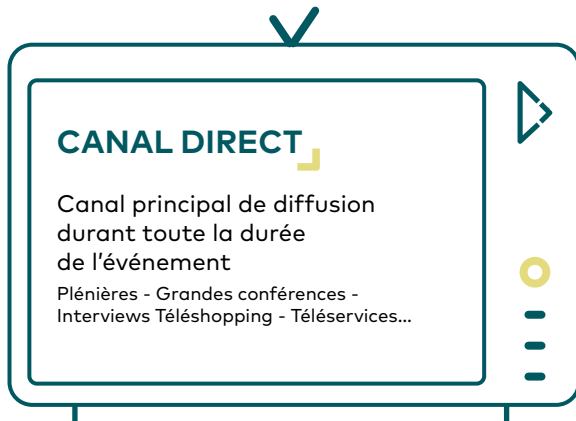 CANAL DIRECT
Canal principal de diffusion
durant toute la durée
de l'événement
Plénières - Grandes conférences -
Interviews Téléshopping - Téléservices...